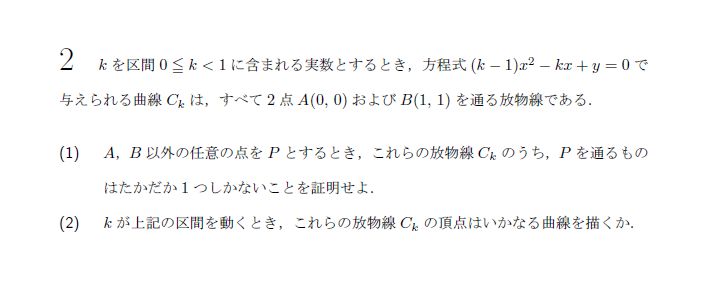 2 k を区間 0 ≦ k < 1 に含まれる実数とするとき，方程式 (k − 1)x² − kx + y = 0 で
与えられる曲線 Cₖ は，すべて 2 点 A(0, 0) および B(1, 1) を通る放物線である．
(1) A，B 以外の任意の点を P とするとき，これらの放物線 Cₖ のうち，P を通るもの
はたかだか 1 つしかないことを証明せよ．
(2) k が上記の区間を動くとき，これらの放物線 Cₖ の頂点はいかなる曲線を描くか．